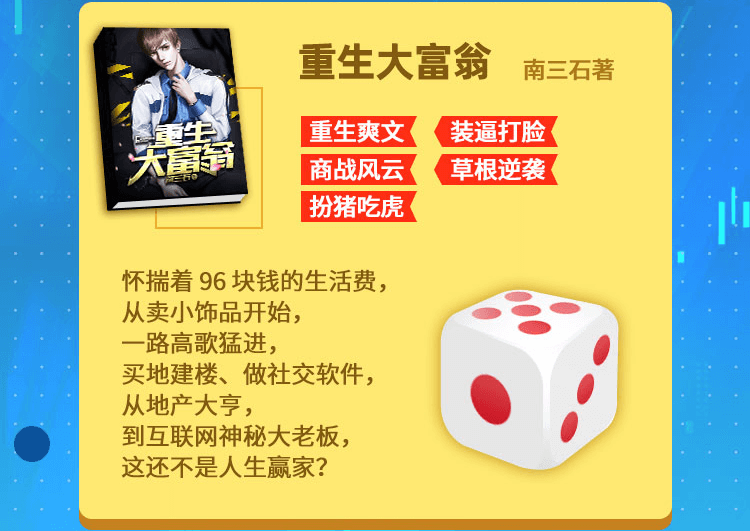 重生大富翁 南三石著
重生
大富翁
南三石著
重生爽文 装逼打脸
商战风云 草根逆袭
扮猪吃虎
怀揣着 96 块钱的生活费，
从卖小饰品开始，
一路高歌猛进，
买地建楼、做社交软件，
从地产大亨，
到互联网神秘大老板，
这还不是人生赢家？